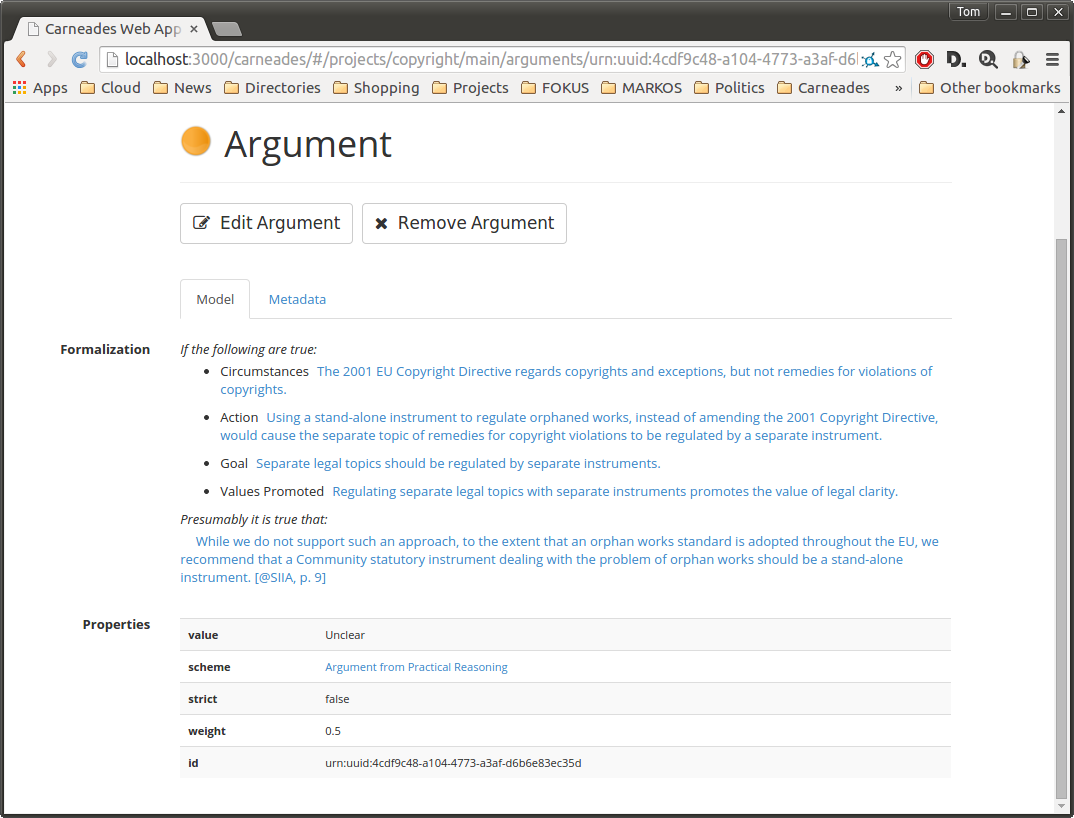 Tom
Carneades Web App
localhost:3000/carneades/#/projects/copyright/main/arguments/urn:uuid:4cdf9c48-a104-4773-a3af-d6
Apps Cloud News Directories Shopping Projects FOKUS MARKOS Politics Carneades » Other bookmarks
Argument
Edit Argument Remove Argument
Model Metadata
Formalization If the following are true:
• Circumstances The 2001 EU Copyright Directive regards copyrights and exceptions, but not remedies for violations of
copyrights.
• Action Using a stand-alone instrument to regulate orphaned works, instead of amending the 2001 Copyright Directive,
would cause the separate topic of remedies for copyright violations to be regulated by a separate instrument.
• Goal Separate legal topics should be regulated by separate instruments.
• Values Promoted Regulating separate legal topics with separate instruments promotes the value of legal clarity.
Presumably it is true that:
While we do not support such an approach, to the extent that an orphan works standard is adopted throughout the EU, we
recommend that a Community statutory instrument dealing with the problem of orphan works should be a stand-alone
instrument. [@SIIA, p. 9]
Properties
value Unclear
scheme Argument from Practical Reasoning
strict false
weight 0.5
id urn:uuid:4cdf9c48-a104-4773-a3af-d6b6e83ec35d